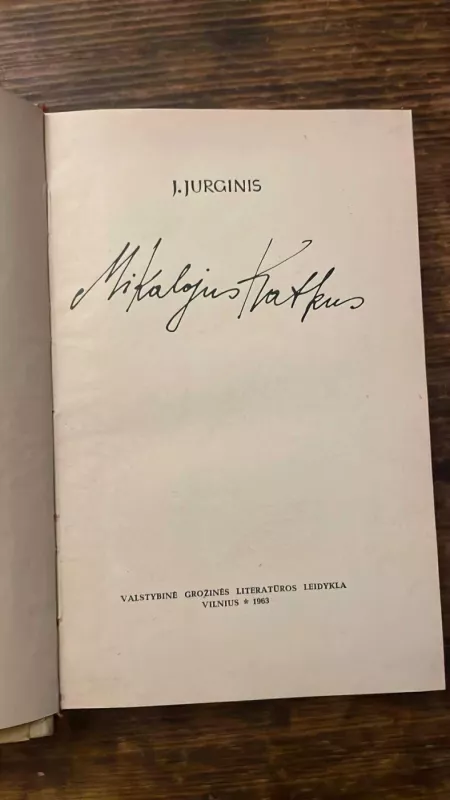 J. JURGINIS
Mikalojus Katkus
VALSTYBINĖ GROŽINĖS LITERATŪROS LEIDYKLA
VILNIUS * 1963